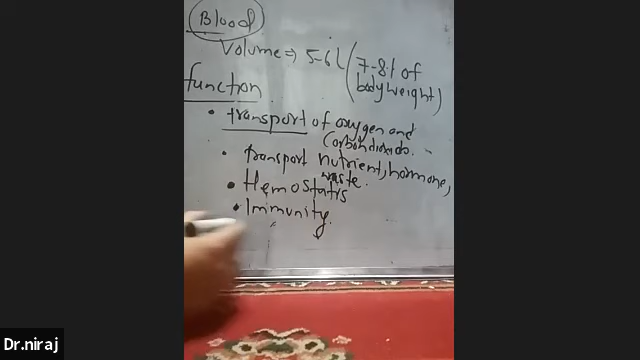 Blood
Volume => 5-6L (7-8% of
bodyweight)
function
• transport of oxygen and
Carbondioxide.
• transport nutrient, hormone,
waste.
• Hemostatis
• Immunity.
Dr.niraj